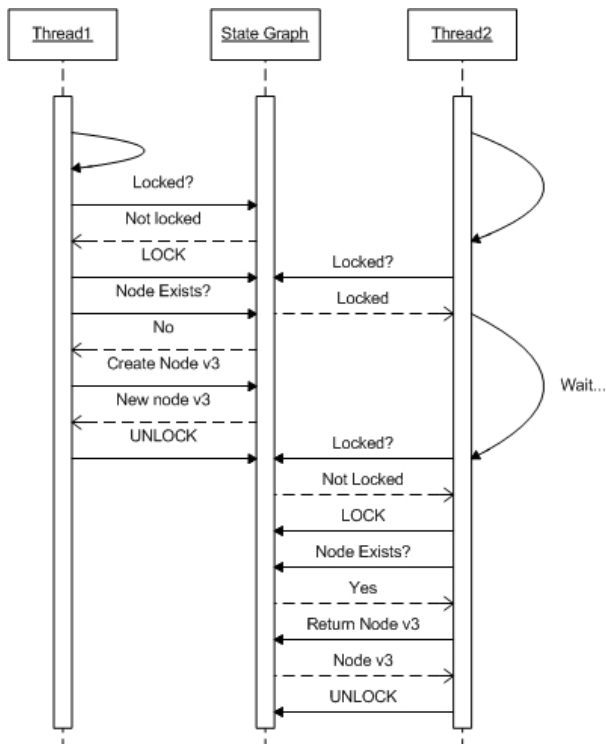 Thread1 State Graph Thread2
Locked?
Not locked
LOCK Locked?
Node Exists? Locked
No
Create Node v3 Wait...
New node v3
UNLOCK Locked?
Not Locked
LOCK
Node Exists?
Yes
Return Node v3
Node v3
UNLOCK